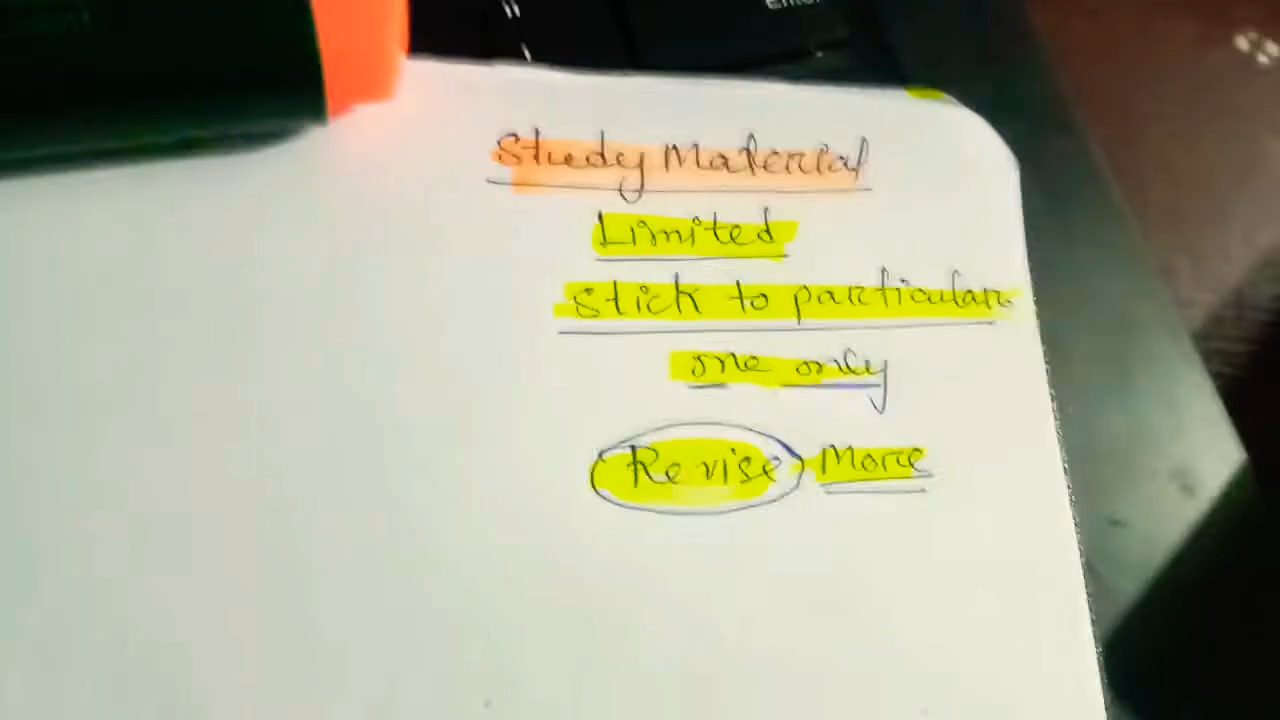 Study Material
Limited
stick to particular
one only
Revise More